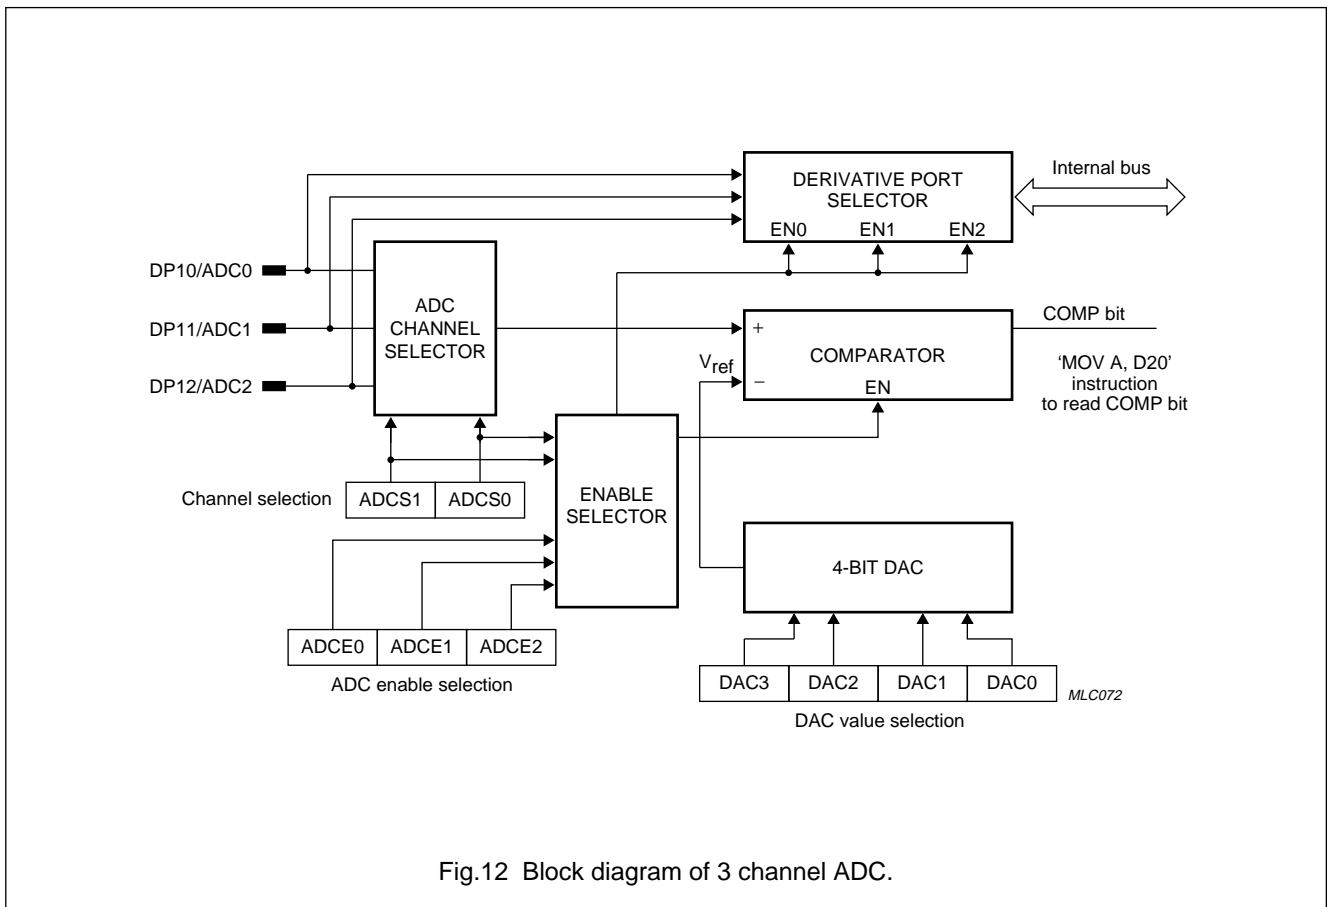 DERIVATIVE PORT
SELECTOR
EN0 EN1 EN2
Internal bus
DP10/ADC0
DP11/ADC1
DP12/ADC2
ADC
CHANNEL
SELECTOR
+
COMPARATOR
Vref
−
EN
COMP bit
‘MOV A, D20’
instruction
to read COMP bit
Channel selection
ADCS1 ADCS0
ENABLE
SELECTOR
4-BIT DAC
ADCE0 ADCE1 ADCE2
ADC enable selection
DAC3 DAC2 DAC1 DAC0
MLC072
DAC value selection
Fig.12 Block diagram of 3 channel ADC.